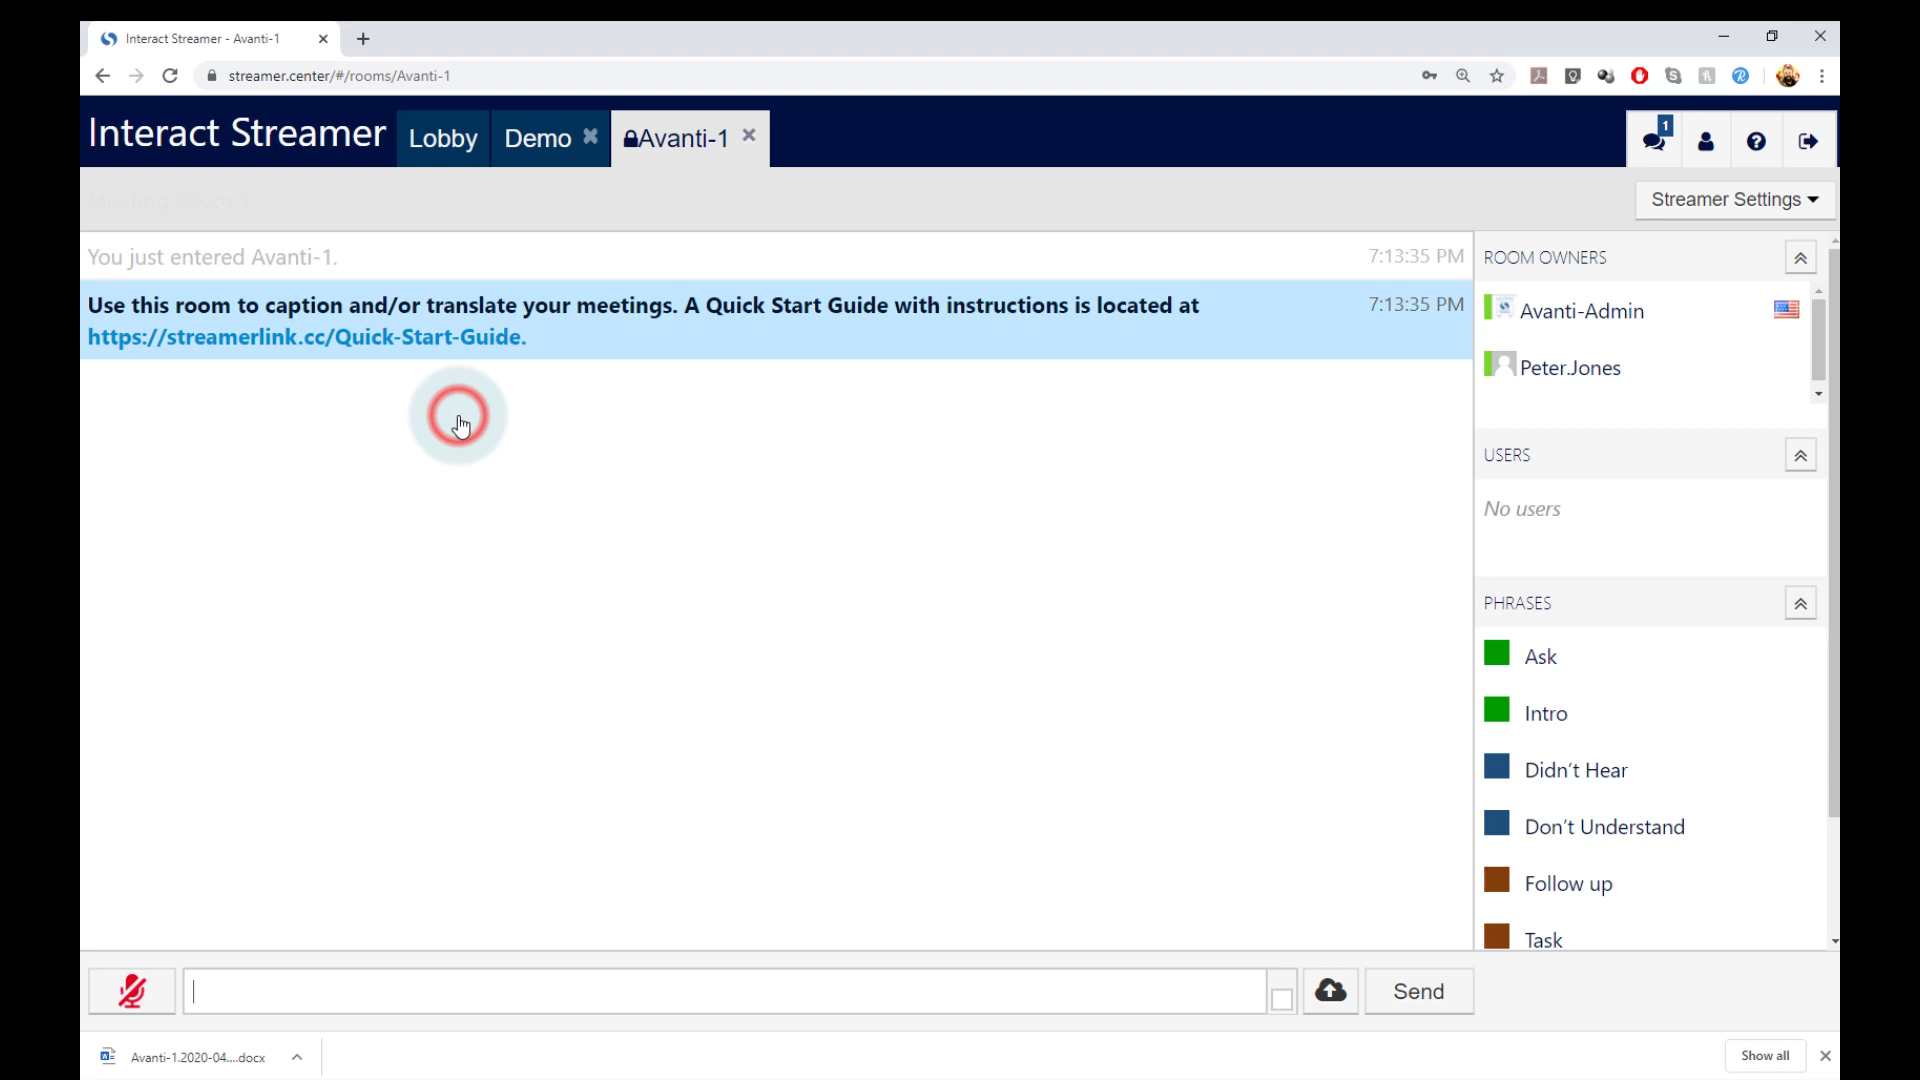 Interact Streamer - Avanti-1
streamer.center/#/rooms/Avanti-1
Interact Streamer
Lobby
Demo
Avanti-1
1
Meeting Room 1
Streamer Settings
You just entered Avanti-1.
7:13:35 PM
Use this room to caption and/or translate your meetings. A Quick Start Guide with instructions is located at
7:13:35 PM
https://streamerlink.cc/Quick-Start-Guide.
ROOM OWNERS
Avanti-Admin
Peter.Jones
USERS
No users
PHRASES
Ask
Intro
Didn't Hear
Don't Understand
Follow up
Task
Send
Avanti-1.2020-04....docx
Show all